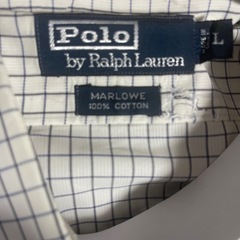 Polo
by Ralph Lauren
L
MARLOWE
100% COTTON